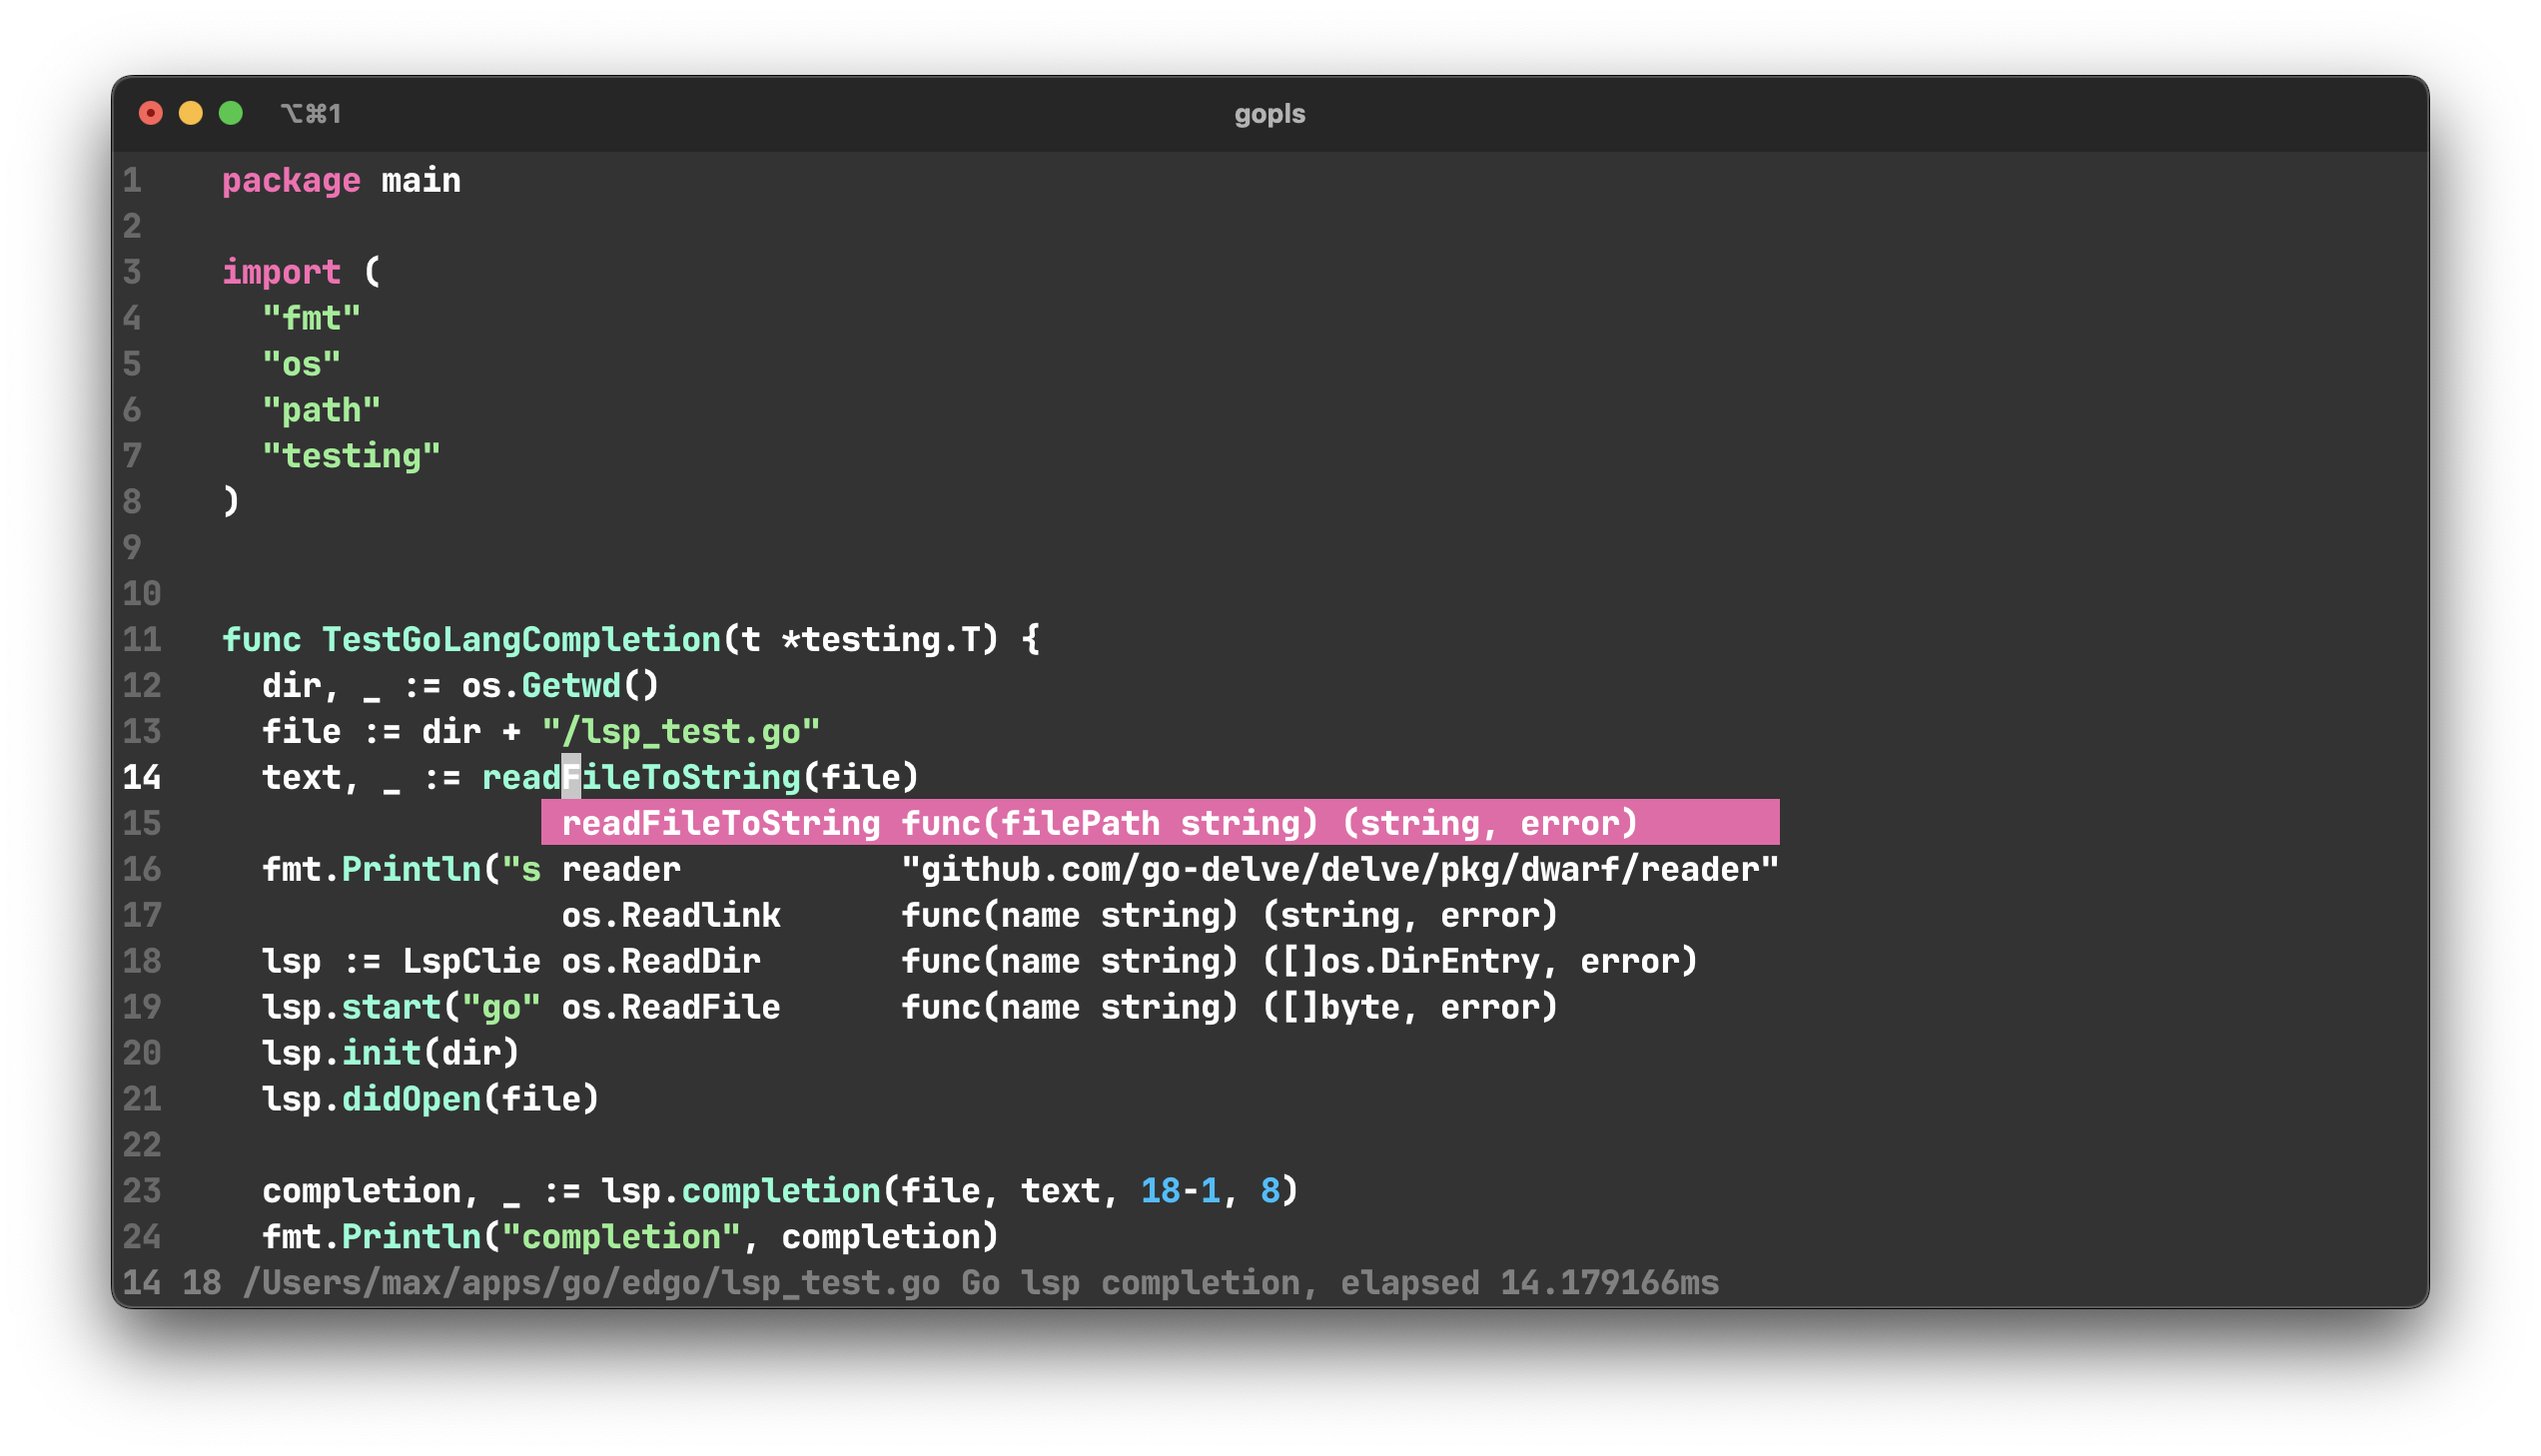 ⌥⌘1 gopls
1 package main
2
3 import (
4 "fmt"
5 "os"
6 "path"
7 "testing"
8 )
9
10
11 func TestGoLangCompletion(t *testing.T) {
12 dir, _ := os.Getwd()
13 file := dir + "/lsp_test.go"
14 text, _ := readFileToString(file)
15 readFileToString func(filePath string) (string, error)
16 fmt.Println("s reader "github.com/go-delve/delve/pkg/dwarf/reader"
17 os.Readlink func(name string) (string, error)
18 lsp := LspClie os.ReadDir func(name string) ([]os.DirEntry, error)
19 lsp.start("go" os.ReadFile func(name string) ([]byte, error)
20 lsp.init(dir)
21 lsp.didOpen(file)
22
23 completion, _ := lsp.completion(file, text, 18-1, 8)
24 fmt.Println("completion", completion)
14 18 /Users/max/apps/go/edgo/lsp_test.go Go lsp completion, elapsed 14.179166ms